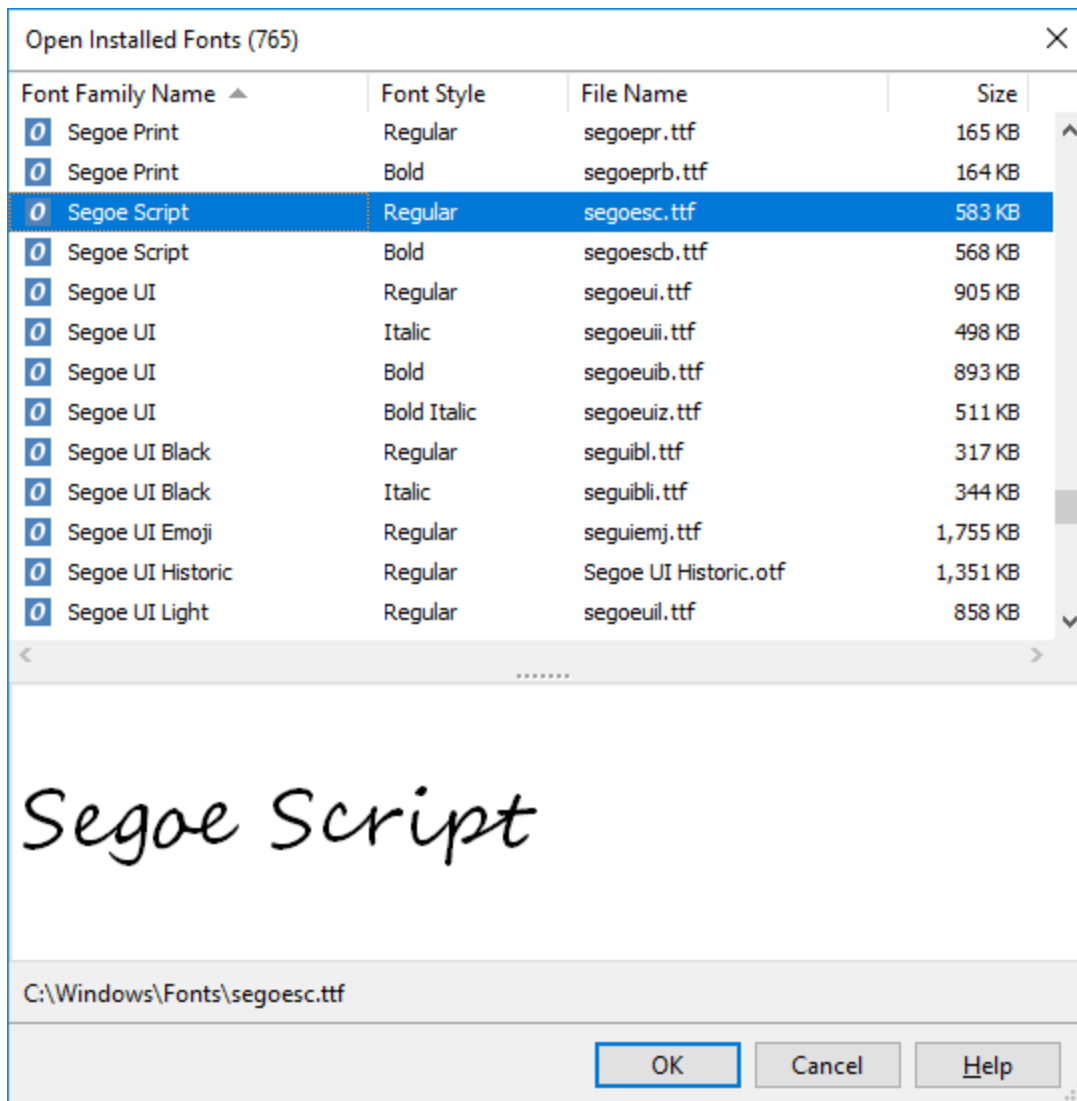 Open Installed Fonts (765)
Font Family Name Font Style File Name Size
Segoe Print Regular segoepr.ttf 165 KB
Segoe Print Bold segoeprb.ttf 164 KB
Segoe Script Regular segoesc.ttf 583 KB
Segoe Script Bold segoescb.ttf 568 KB
Segoe UI Regular segoeui.ttf 905 KB
Segoe UI Italic segoeuii.ttf 498 KB
Segoe UI Bold segoeuib.ttf 893 KB
Segoe UI Bold Italic segoeuiz.ttf 511 KB
Segoe UI Black Regular seguibl.ttf 317 KB
Segoe UI Black Italic seguibli.ttf 344 KB
Segoe UI Emoji Regular seguiemj.ttf 1,755 KB
Segoe UI Historic Regular Segoe UI Historic.otf 1,351 KB
Segoe UI Light Regular segoeuil.ttf 858 KB
Segoe Script
C:\Windows\Fonts\segoesc.ttf
OK Cancel Help